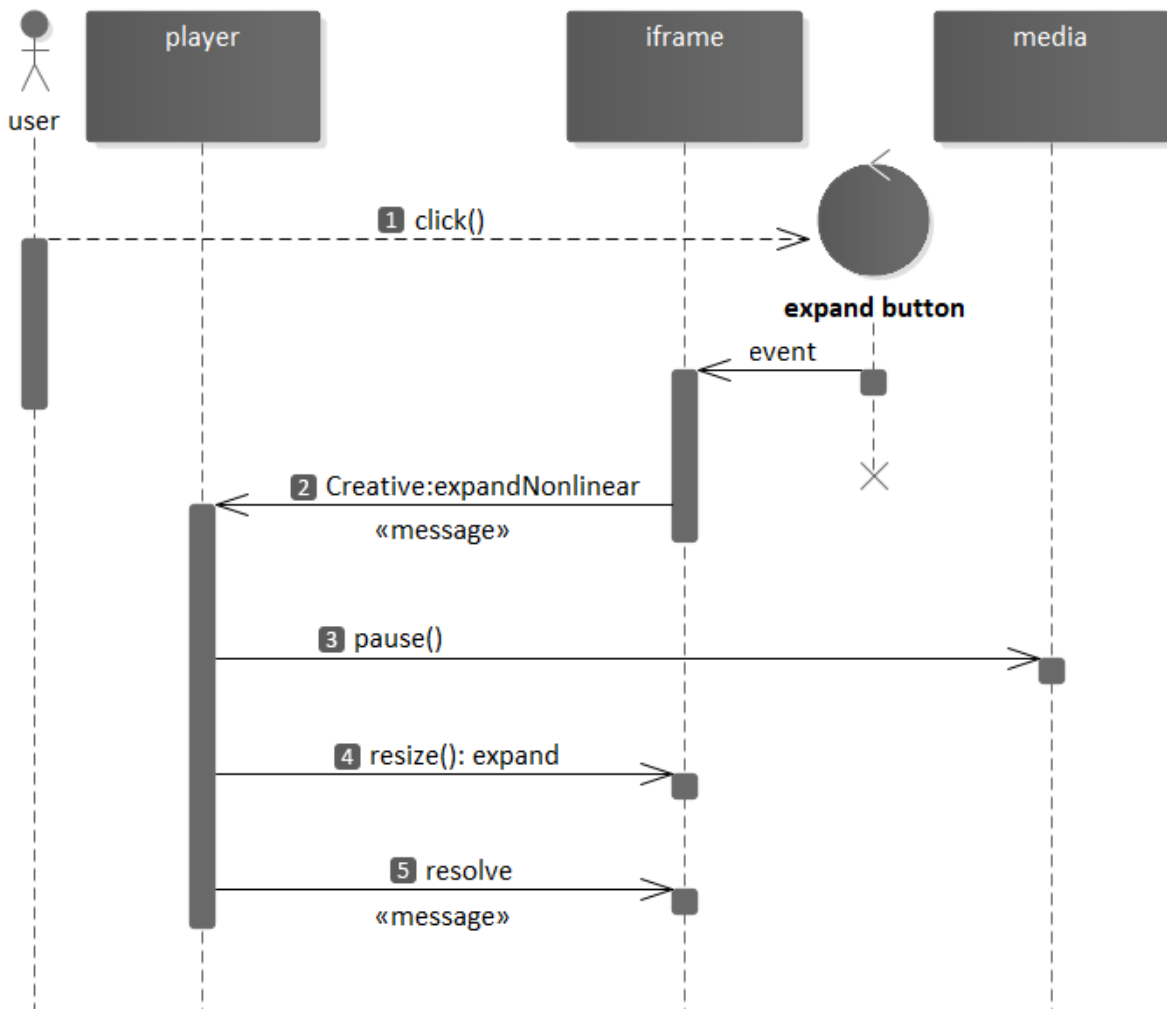 player
iframe
media
user
1 click()
expand button
event
2 Creative:expandNonlinear
«message»
3 pause()
4 resize(): expand
5 resolve
«message»